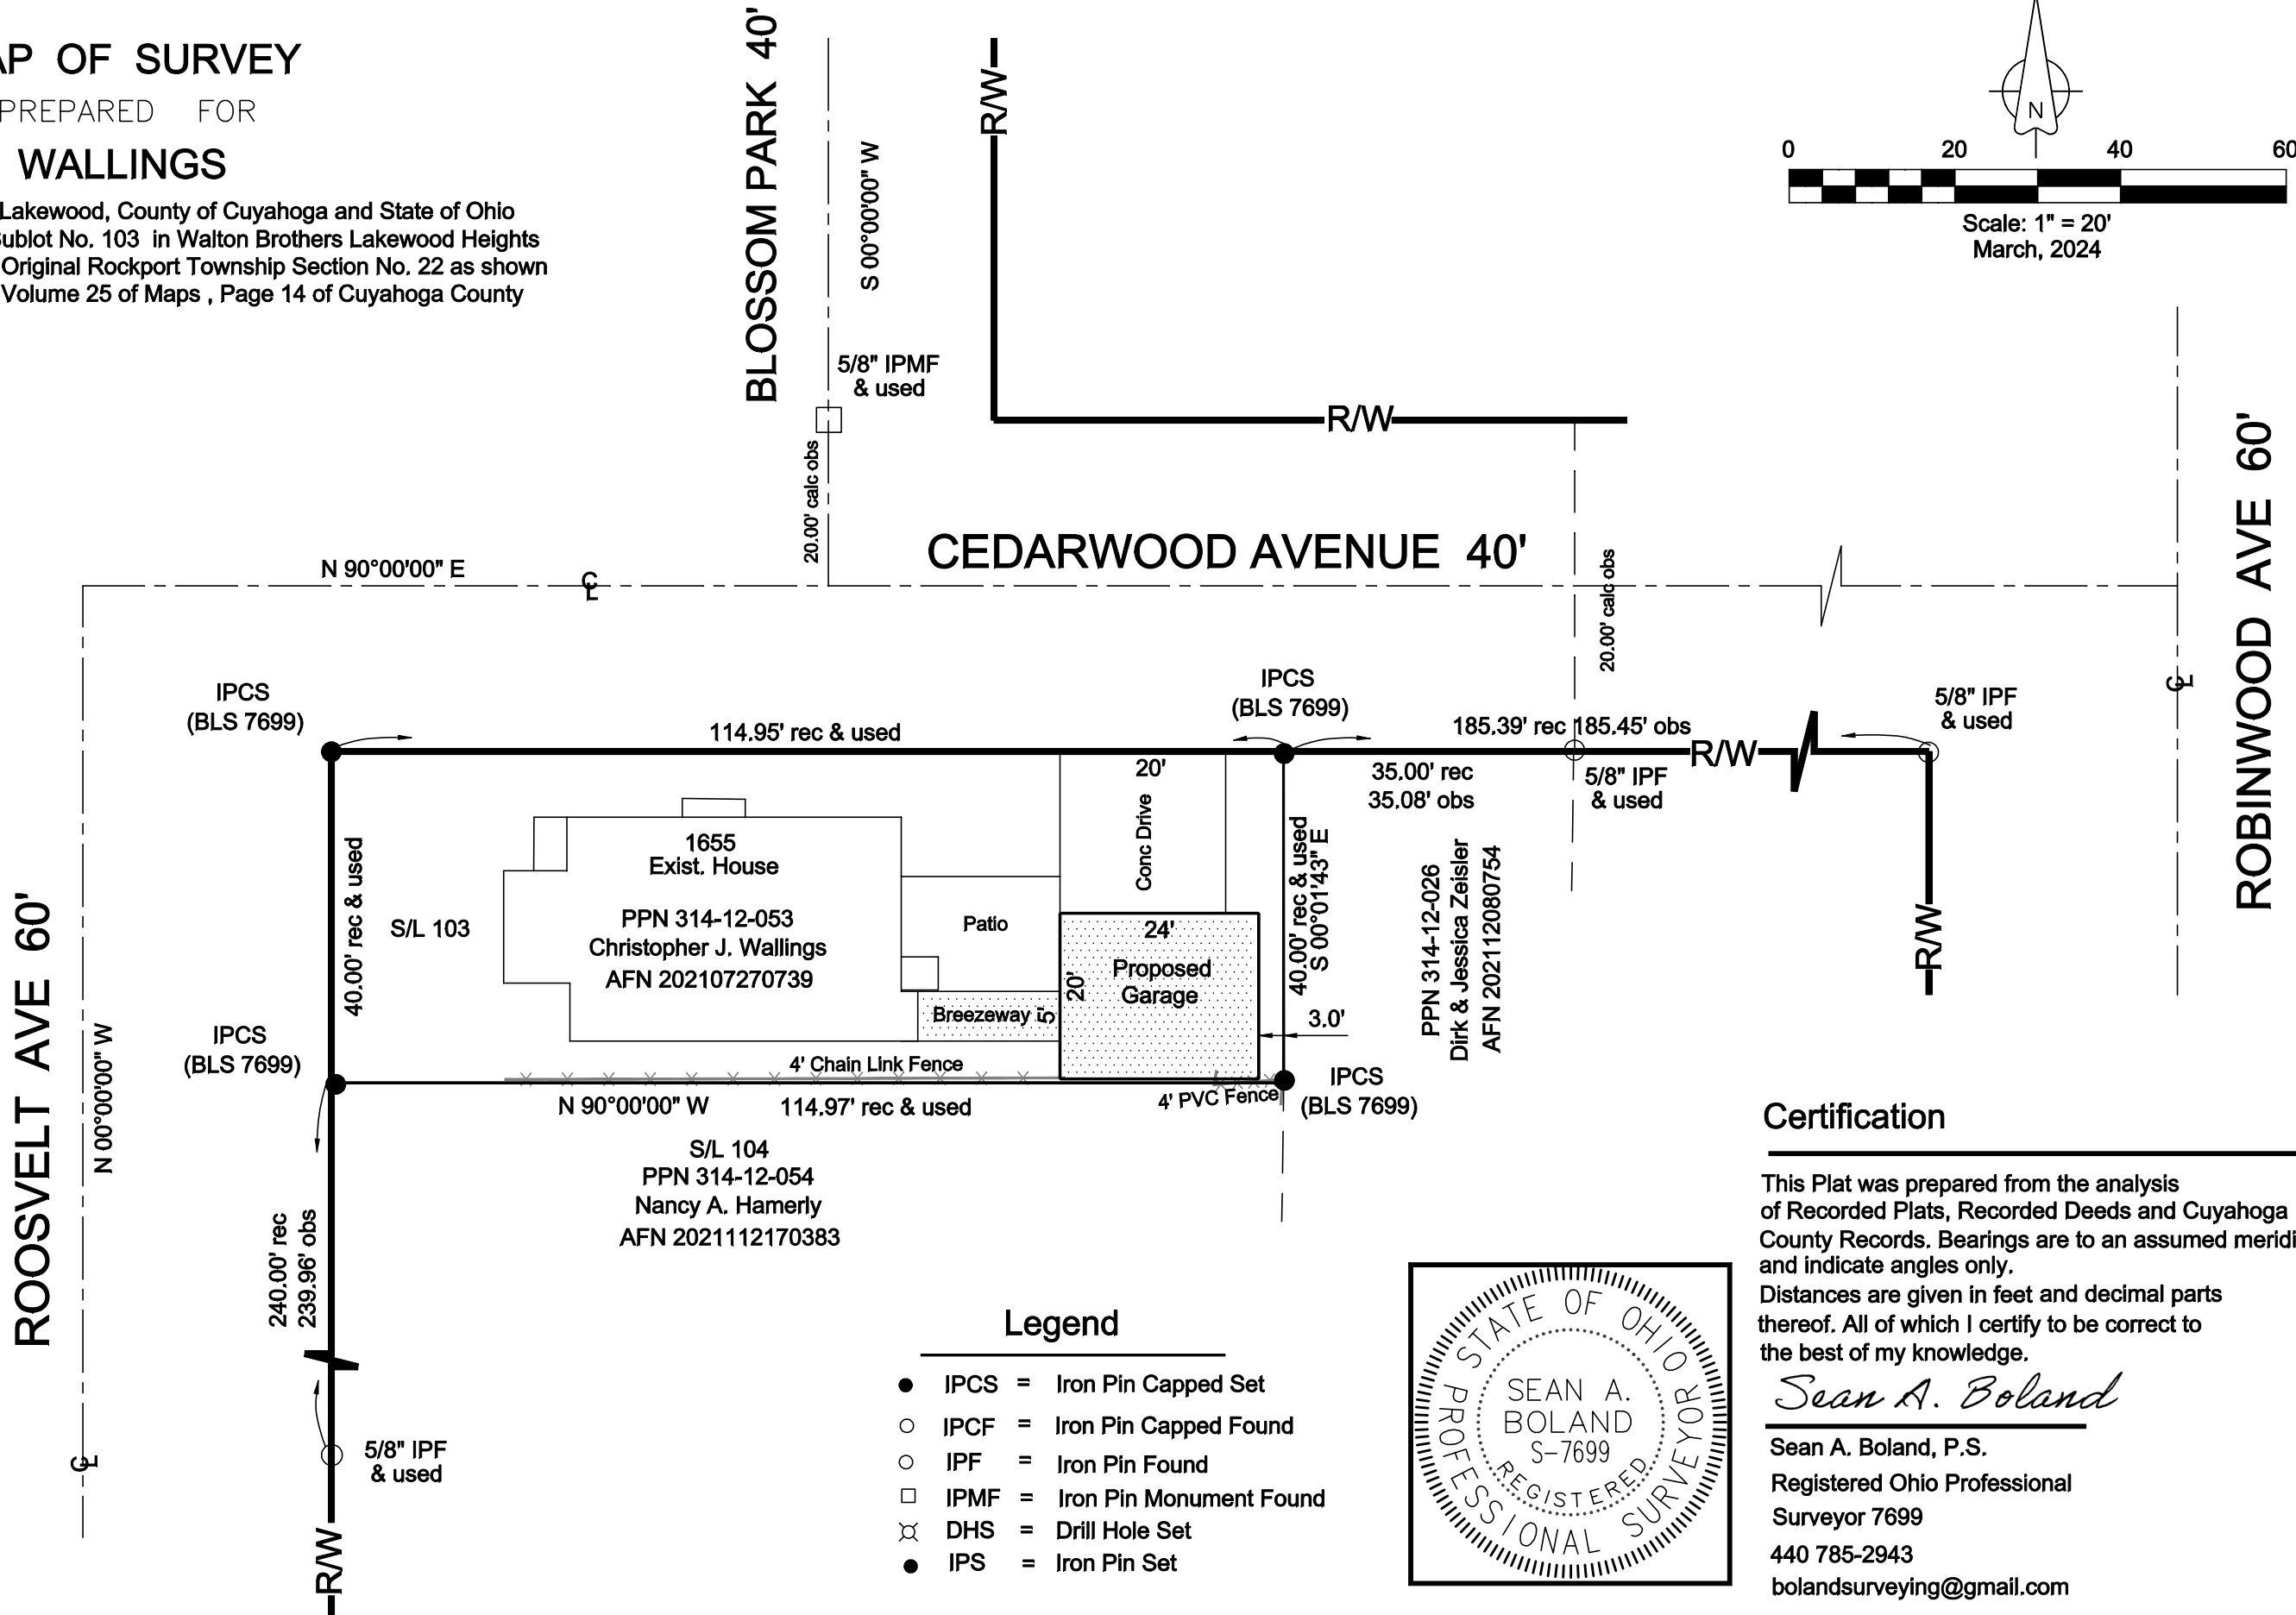 AP OF SURVEY
PREPARED FOR
WALLINGS
Lakewood, County of Cuyahoga and State of Ohio
Sublot No. 103 in Walton Brothers Lakewood Heights
Original Rockport Township Section No. 22 as shown
Volume 25 of Maps , Page 14 of Cuyahoga County
BLOSSOM PARK 40'
S 00°00'00" W
R/W
5/8" IPMF
& used
20.00' calc obs
R/W
N
0 20 40 60
Scale: 1" = 20'
March, 2024
CEDARWOOD AVENUE 40'
N 90°00'00" E
CL
20.00' calc obs
ROBINWOOD AVE 60'
CL
IPCS
(BLS 7699)
114.95' rec & used
IPCS
(BLS 7699)
185.39' rec 185.45' obs
R/W
5/8" IPF
& used
35.00' rec
35.08' obs
5/8" IPF
& used
R/W
20'
Conc Drive
1655
Exist. House
PPN 314-12-053
Christopher J. Wallings
AFN 202107270739
S/L 103
40.00' rec & used
Patio
24'
Proposed
Garage
20'
Breezeway
5'
40.00' rec & used
S 00°01'43" E
3.0'
PPN 314-12-026
Dirk & Jessica Zeisler
AFN 202112080754
ROOSVELT AVE 60'
N 00°00'00" W
IPCS
(BLS 7699)
4' Chain Link Fence
N 90°00'00" W 114.97' rec & used
4' PVC Fence
IPCS
(BLS 7699)
S/L 104
PPN 314-12-054
Nancy A. Hamerly
AFN 2021112170383
240.00' rec
239.96' obs
CL
5/8" IPF
& used
R/W
Legend
IPCS = Iron Pin Capped Set
IPCF = Iron Pin Capped Found
IPF = Iron Pin Found
IPMF = Iron Pin Monument Found
DHS = Drill Hole Set
IPS = Iron Pin Set
STATE OF OHIO
SEAN A.
BOLAND
S-7699
REGISTERED
PROFESSIONAL SURVEYOR
Certification
This Plat was prepared from the analysis
of Recorded Plats, Recorded Deeds and Cuyahoga
County Records. Bearings are to an assumed meridi
and indicate angles only.
Distances are given in feet and decimal parts
thereof. All of which I certify to be correct to
the best of my knowledge.
Sean A. Boland
Sean A. Boland, P.S.
Registered Ohio Professional
Surveyor 7699
440 785-2943
bolandsurveying@gmail.com